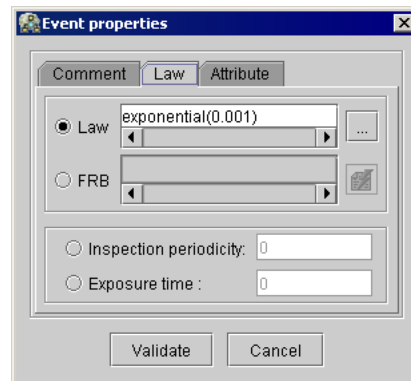 Event properties
Comment Law Attribute
Law exponential(0.001) ...
FRB
Inspection periodicity: 0
Exposure time : 0
Validate Cancel